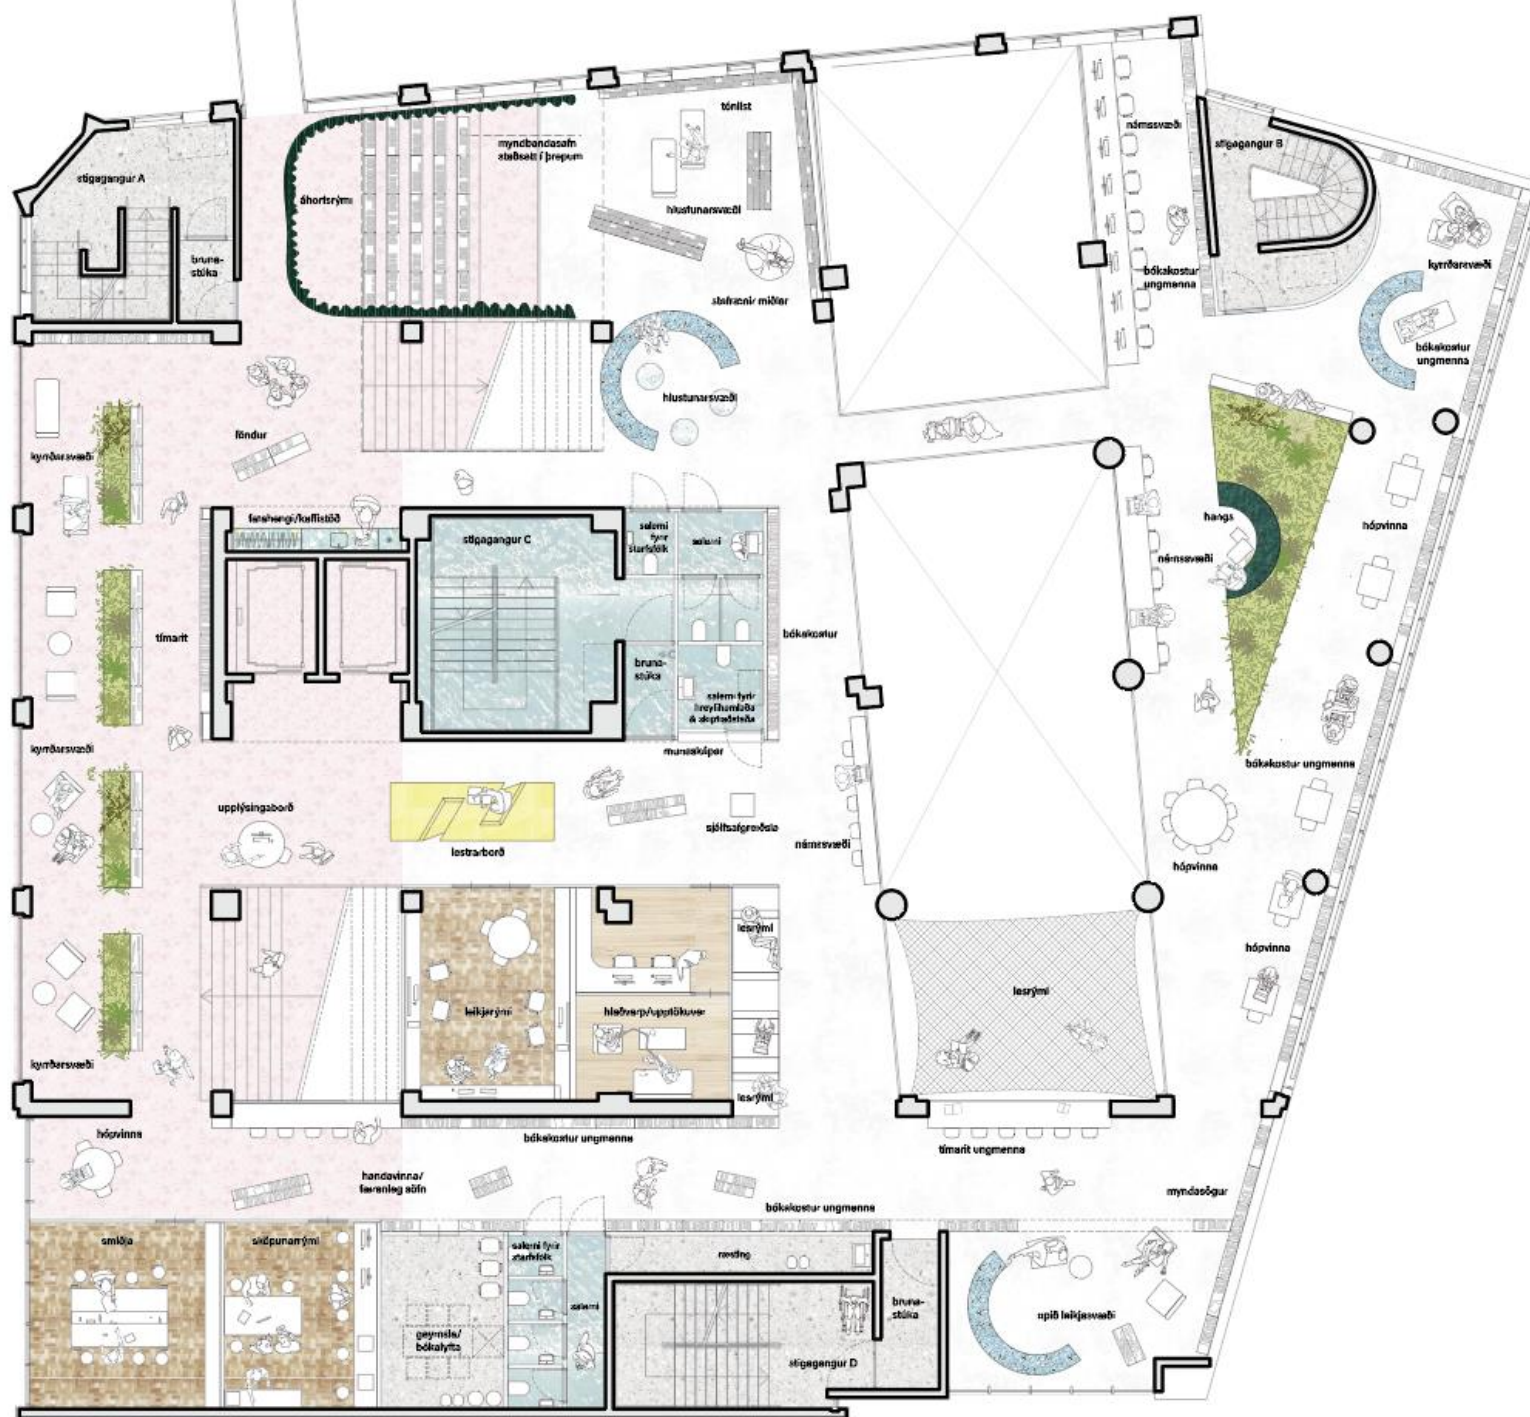 tónlist
myndbandasafn
staðsett í þrepum
námssvæði
stigagangur B
stigagangur A
áhorfsrými
hlustunarsvæði
bruna-
stúka
kyrrðarsvæði
bókakostur
ungmenna
stafrænir miðlar
bókakostur
ungmenna
hlustunarsvæði
föndur
kyrrðarsvæði
fatahengi/kaffistöð
stigagangur C
salerni
fyrir
starfsfólk
salerni
hangs
hópvinna
námssvæði
tímarit
bókakostur
bruna-
stúka
salerni fyrir
hreyfihamlaða
& skiptiaðstaða
kyrrðarsvæði
munaskápar
bókakostur ungmenna
upplýsingaborð
sjálfsafgreiðsla
lestrarborð
námssvæði
hópvinna
lesrými
hópvinna
lesrými
leikjarými
hlaðvarp/upptökuver
kyrrðarsvæði
lesrými
hópvinna
bókakostur ungmenna
tímarit ungmenna
handavinna/
færanleg söfn
myndasögur
bókakostur ungmenna
smiðja
sköpunarrými
salerni fyrir
starfsfólk
ræsting
bruna-
stúka
salerni
opið leikjasvæði
geymsla/
bókalyfta
stigagangur D